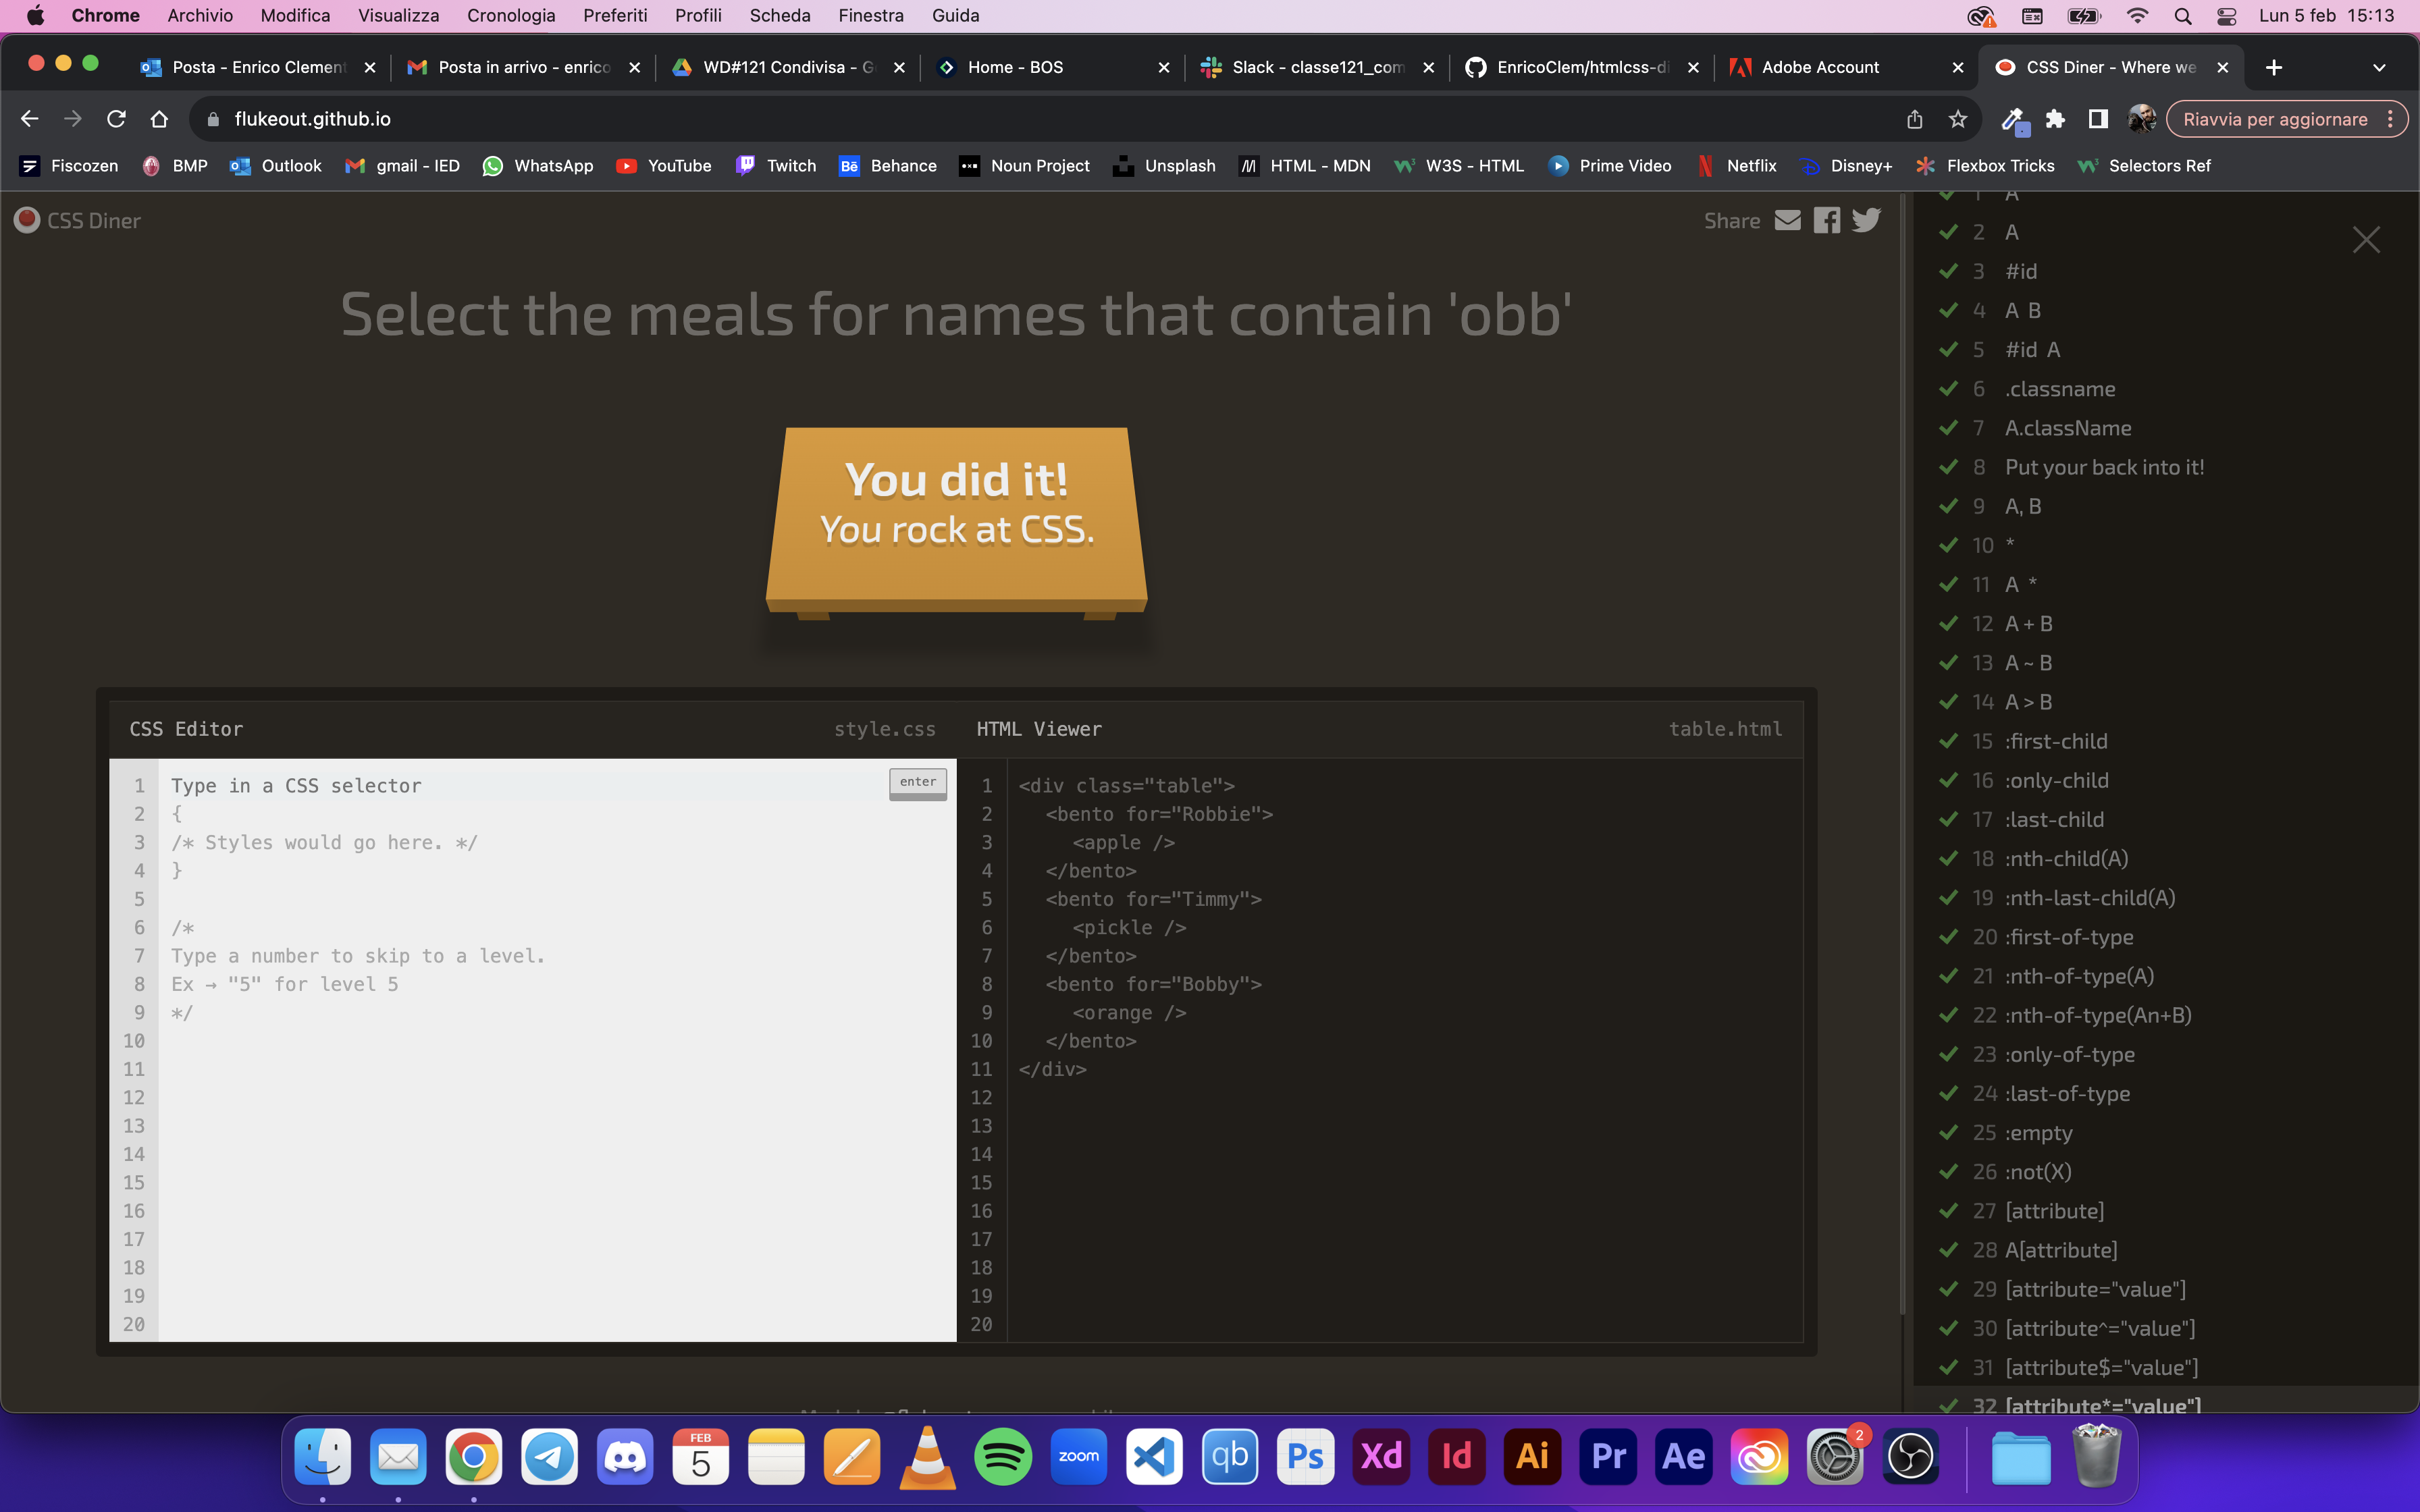 Chrome Archivio Modifica Visualizza Cronologia Preferiti Profili Scheda Finestra Guida Lun 5 feb 15:13
Posta - Enrico Clement Posta in arrivo - enrico WD#121 Condivisa - G Home - BOS Slack - classe121_com EnricoClem/htmlcss-di Adobe Account CSS Diner - Where we
flukeout.github.io Riavvia per aggiornare
Fiscozen BMP Outlook gmail - IED WhatsApp YouTube Twitch Behance Noun Project Unsplash HTML - MDN W3S - HTML Prime Video Netflix Disney+ Flexbox Tricks Selectors Ref
CSS Diner Share
Select the meals for names that contain 'obb'
You did it!
You rock at CSS.
CSS Editor style.css
1 Type in a CSS selector enter
2 {
3 /* Styles would go here. */
4 }
5
6 /*
7 Type a number to skip to a level.
8 Ex → "5" for level 5
9 */
10
11
12
13
14
15
16
17
18
19
20
HTML Viewer table.html
1 <div class="table">
2 <bento for="Robbie">
3 <apple />
4 </bento>
5 <bento for="Timmy">
6 <pickle />
7 </bento>
8 <bento for="Bobby">
9 <orange />
10 </bento>
11 </div>
12
13
14
15
16
17
18
19
20
1 A
2 A
3 #id
4 A B
5 #id A
6 .classname
7 A.className
8 Put your back into it!
9 A, B
10 *
11 A *
12 A + B
13 A ~ B
14 A > B
15 :first-child
16 :only-child
17 :last-child
18 :nth-child(A)
19 :nth-last-child(A)
20 :first-of-type
21 :nth-of-type(A)
22 :nth-of-type(An+B)
23 :only-of-type
24 :last-of-type
25 :empty
26 :not(X)
27 [attribute]
28 A[attribute]
29 [attribute="value"]
30 [attribute^="value"]
31 [attribute$="value"]
32 [attribute*="value"]
FEB
5 zoom qb Ps Xd Id Ai Pr Ae 2